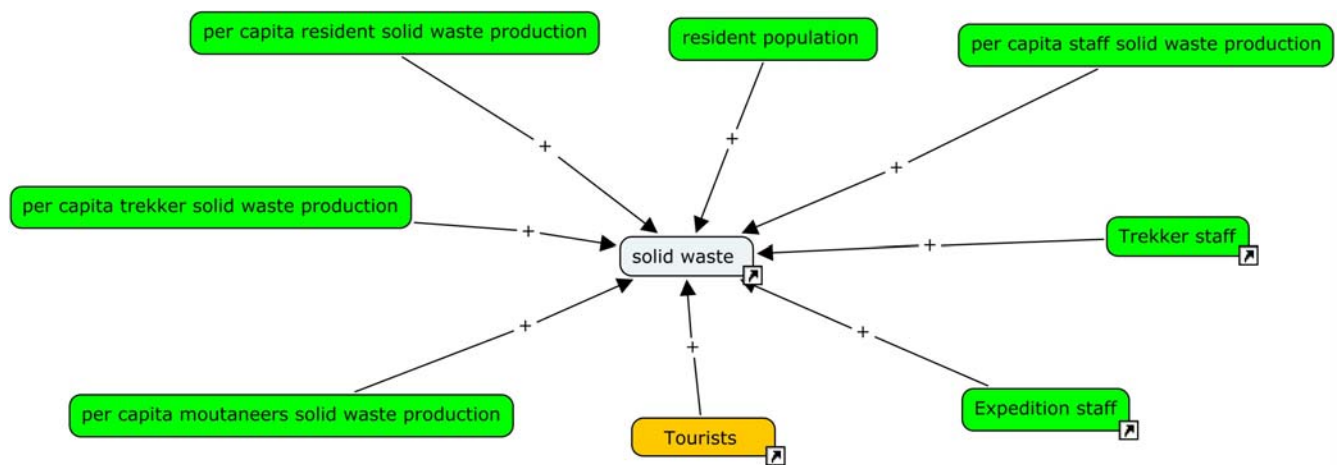 per capita resident solid waste production
resident population
per capita staff solid waste production
+
+
+
per capita trekker solid waste production
+
solid waste
+
Trekker staff
+
+
+
per capita moutaneers solid waste production
Tourists
Expedition staff